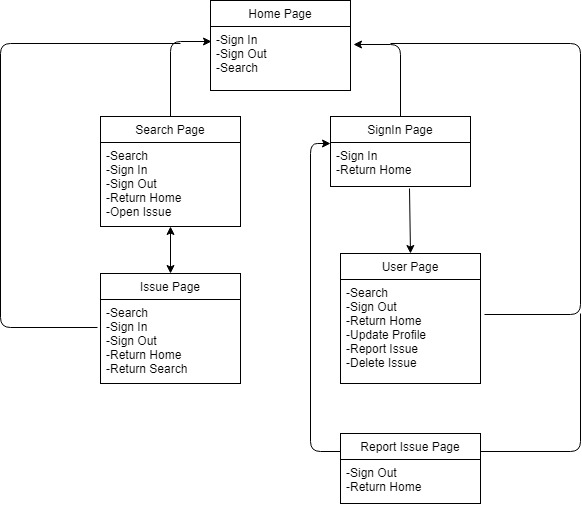 Home Page
-Sign In
-Sign Out
-Search
Search Page
-Search
-Sign In
-Sign Out
-Return Home
-Open Issue
SignIn Page
-Sign In
-Return Home
Issue Page
-Search
-Sign In
-Sign Out
-Return Home
-Return Search
User Page
-Search
-Sign Out
-Return Home
-Update Profile
-Report Issue
-Delete Issue
Report Issue Page
-Sign Out
-Return Home